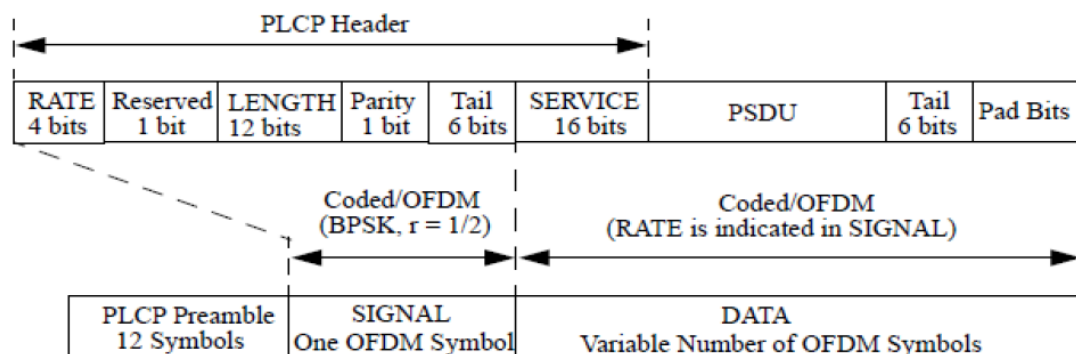 PLCP Header
RATE Reserved LENGTH Parity Tail SERVICE PSDU Tail Pad Bits
4 bits 1 bit 12 bits 1 bit 6 bits 16 bits 6 bits
Coded/OFDM Coded/OFDM
(BPSK, r = 1/2) (RATE is indicated in SIGNAL)
PLCP Preamble SIGNAL DATA
12 Symbols One OFDM Symbol Variable Number of OFDM Symbols